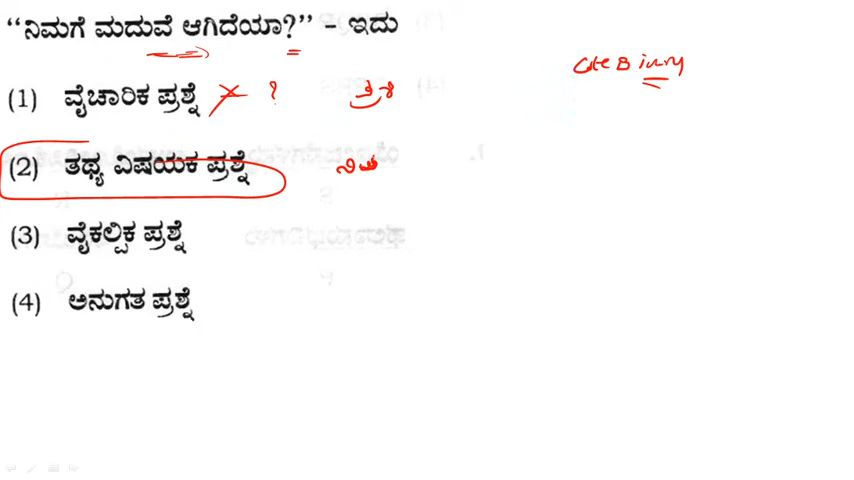 “ನಿಮಗೆ ಮದುವೆ ಆಗಿದೆಯಾ?” – ಇದು
(1) ವೈಚಾರಿಕ ಪ್ರಶ್ನೆ ?
(2) ತಥ್ಯ ವಿಷಯಕ ಪ್ರಶ್ನೆ
(3) ವೈಕಲ್ಪಿಕ ಪ್ರಶ್ನೆ
(4) ಅನುಗತ ಪ್ರಶ್ನೆ